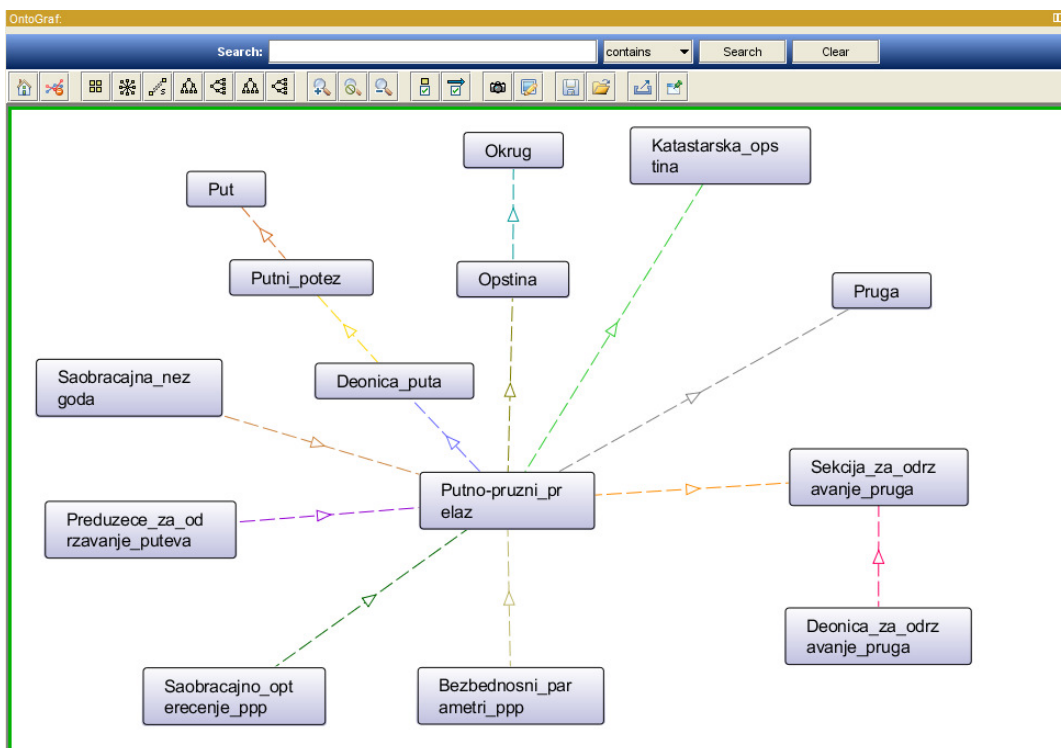 OntoGraf:
Search:
contains
Search
Clear
Okrug
Katastarska_ops
tina
Put
Putni_potez
Opstina
Pruga
Saobracajna_nez
goda
Deonica_puta
Sekcija_za_odrz
avanje_pruga
Putno-pruzni_pr
elaz
Preduzece_za_od
rzavanje_puteva
Deonica_za_odrz
avanje_pruga
Saobracajno_opt
erecenje_ppp
Bezbednosni_par
ametri_ppp